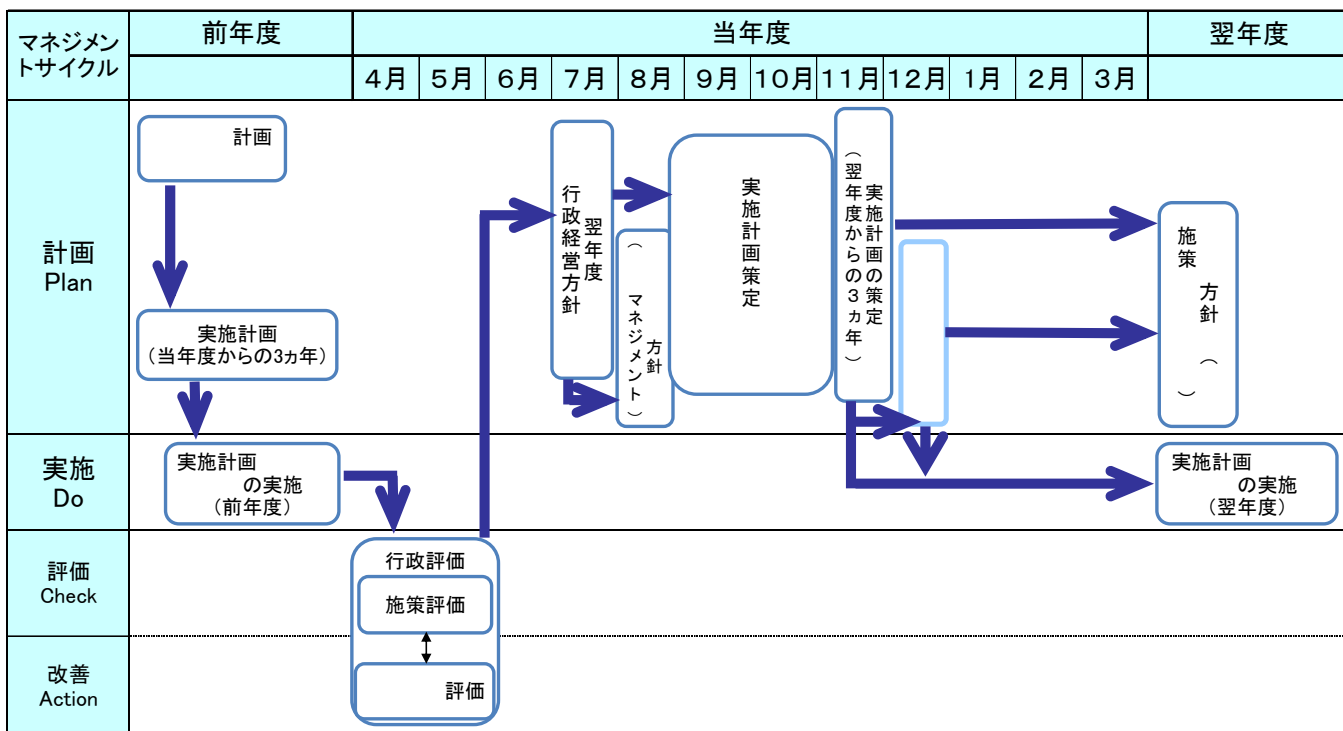 マネジメン
トサイクル
前年度
当年度
翌年度
4月 5月 6月 7月 8月 9月 10月 11月 12月 1月 2月 3月
計画
Plan
計画
実施計画
(当年度からの3ヵ年)
翌年度
行政経営方針
方針
(マネジメント)
実施計画策定
実施計画の策定
(翌年度からの3ヵ年)
施策
方針
( )
実施
Do
実施計画
の実施
(前年度)
実施計画
の実施
(翌年度)
評価
Check
行政評価
施策評価
改善
Action
評価